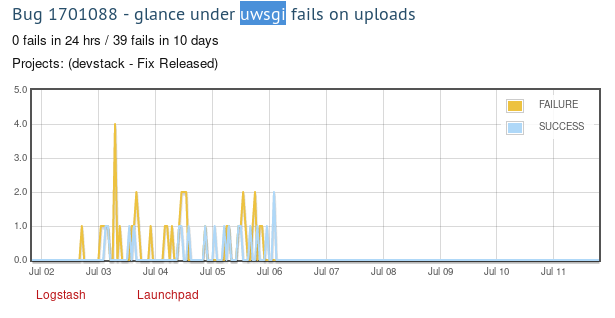 Bug 1701088 - glance under uwsgi fails on uploads
0 fails in 24 hrs / 39 fails in 10 days
Projects: (devstack - Fix Released)
5.0
4.0
3.0
2.0
1.0
0.0
FAILURE
SUCCESS
Jul 02 Jul 03 Jul 04 Jul 05 Jul 06 Jul 07 Jul 08 Jul 09 Jul 10 Jul 11
Logstash Launchpad